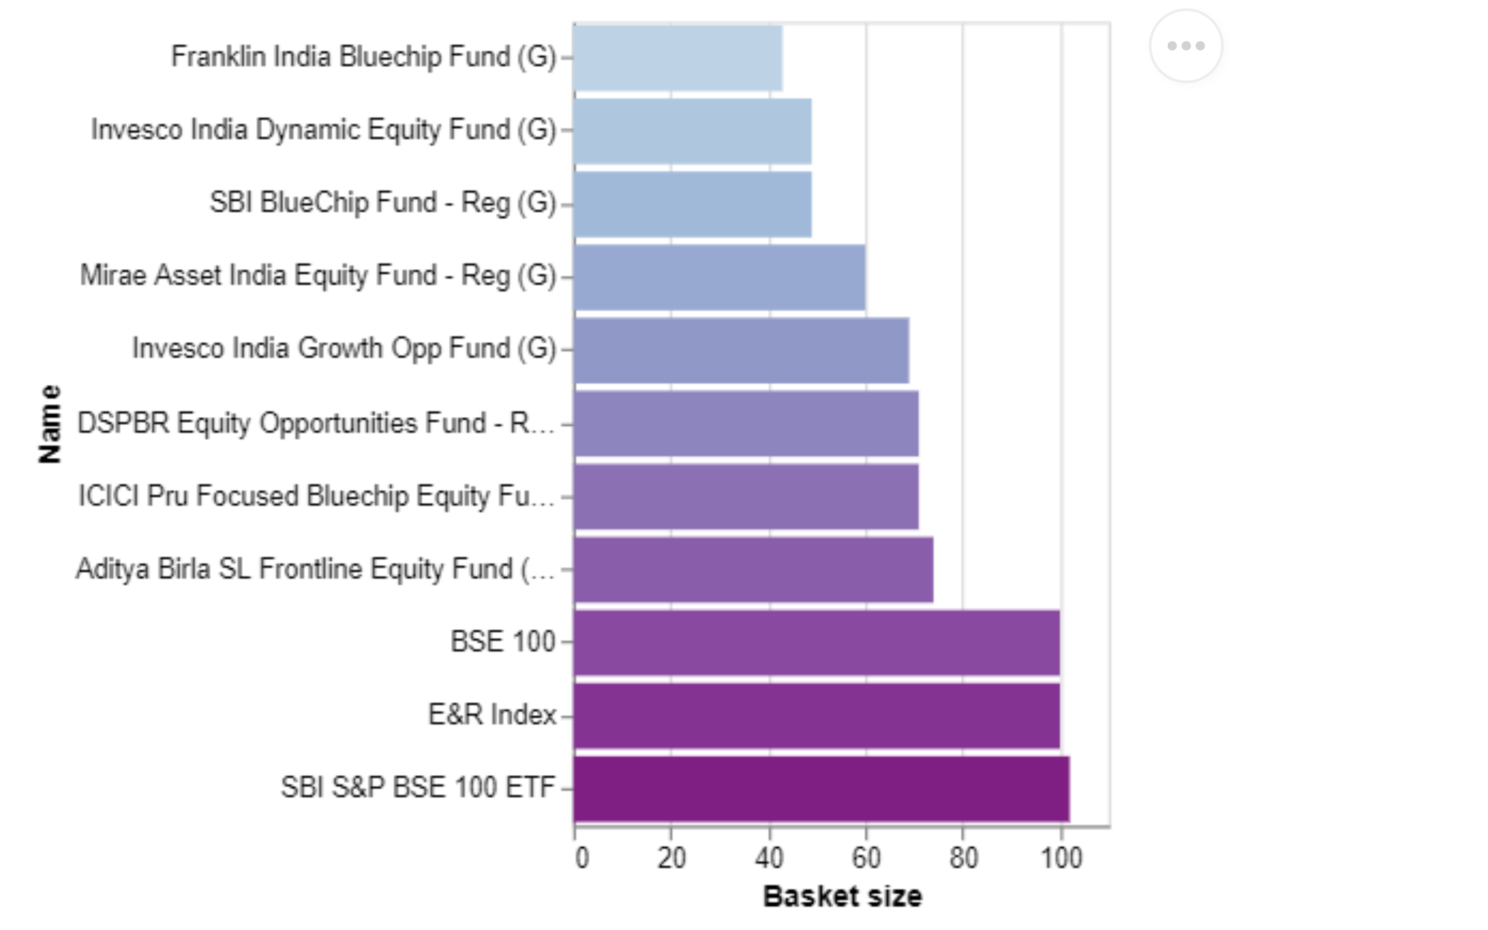 Franklin India Bluechip Fund (G)
Invesco India Dynamic Equity Fund (G)
SBI BlueChip Fund - Reg (G)
Mirae Asset India Equity Fund - Reg (G)
Invesco India Growth Opp Fund (G)
DSPBR Equity Opportunities Fund - R…
ICICI Pru Focused Bluechip Equity Fu…
Aditya Birla SL Frontline Equity Fund (…
BSE 100
E&R Index
SBI S&P BSE 100 ETF
Name
0 20 40 60 80 100
Basket size